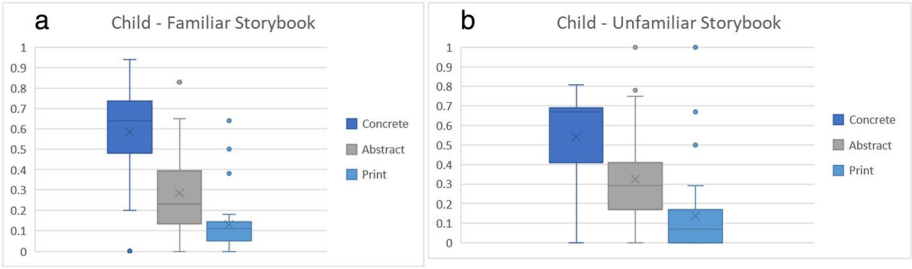 a
Child - Familiar Storybook
1
0.9
0.8
0.7
0.6
0.5
0.4
0.3
0.2
0.1
0
Concrete
Abstract
Print
b
Child - Unfamiliar Storybook
1
0.9
0.8
0.7
0.6
0.5
0.4
0.3
0.2
0.1
0
Concrete
Abstract
Print